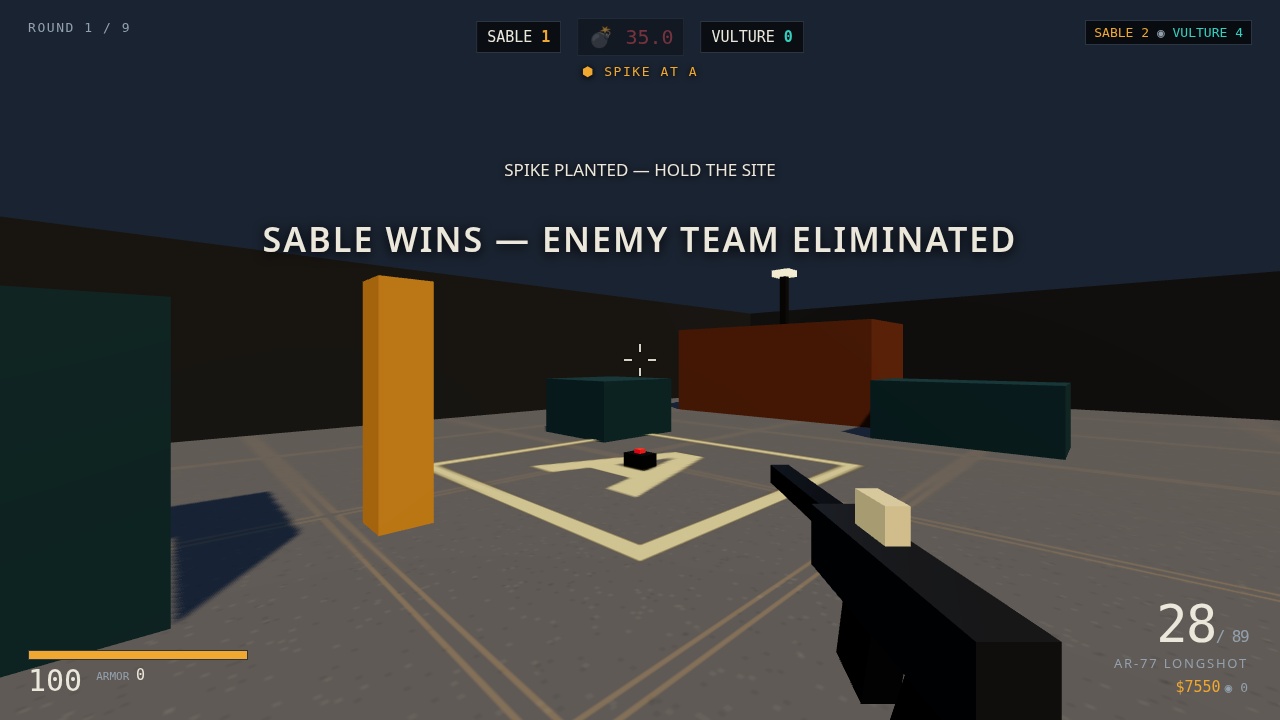 ROUND 1 / 9
SABLE 1
35.0
VULTURE 0
SABLE 2 ◉ VULTURE 4
⬢ SPIKE AT A
SPIKE PLANTED — HOLD THE SITE
SABLE WINS — ENEMY TEAM ELIMINATED
28 / 89
100 ARMOR 0
AR-77 LONGSHOT
$7550 ◉ 0